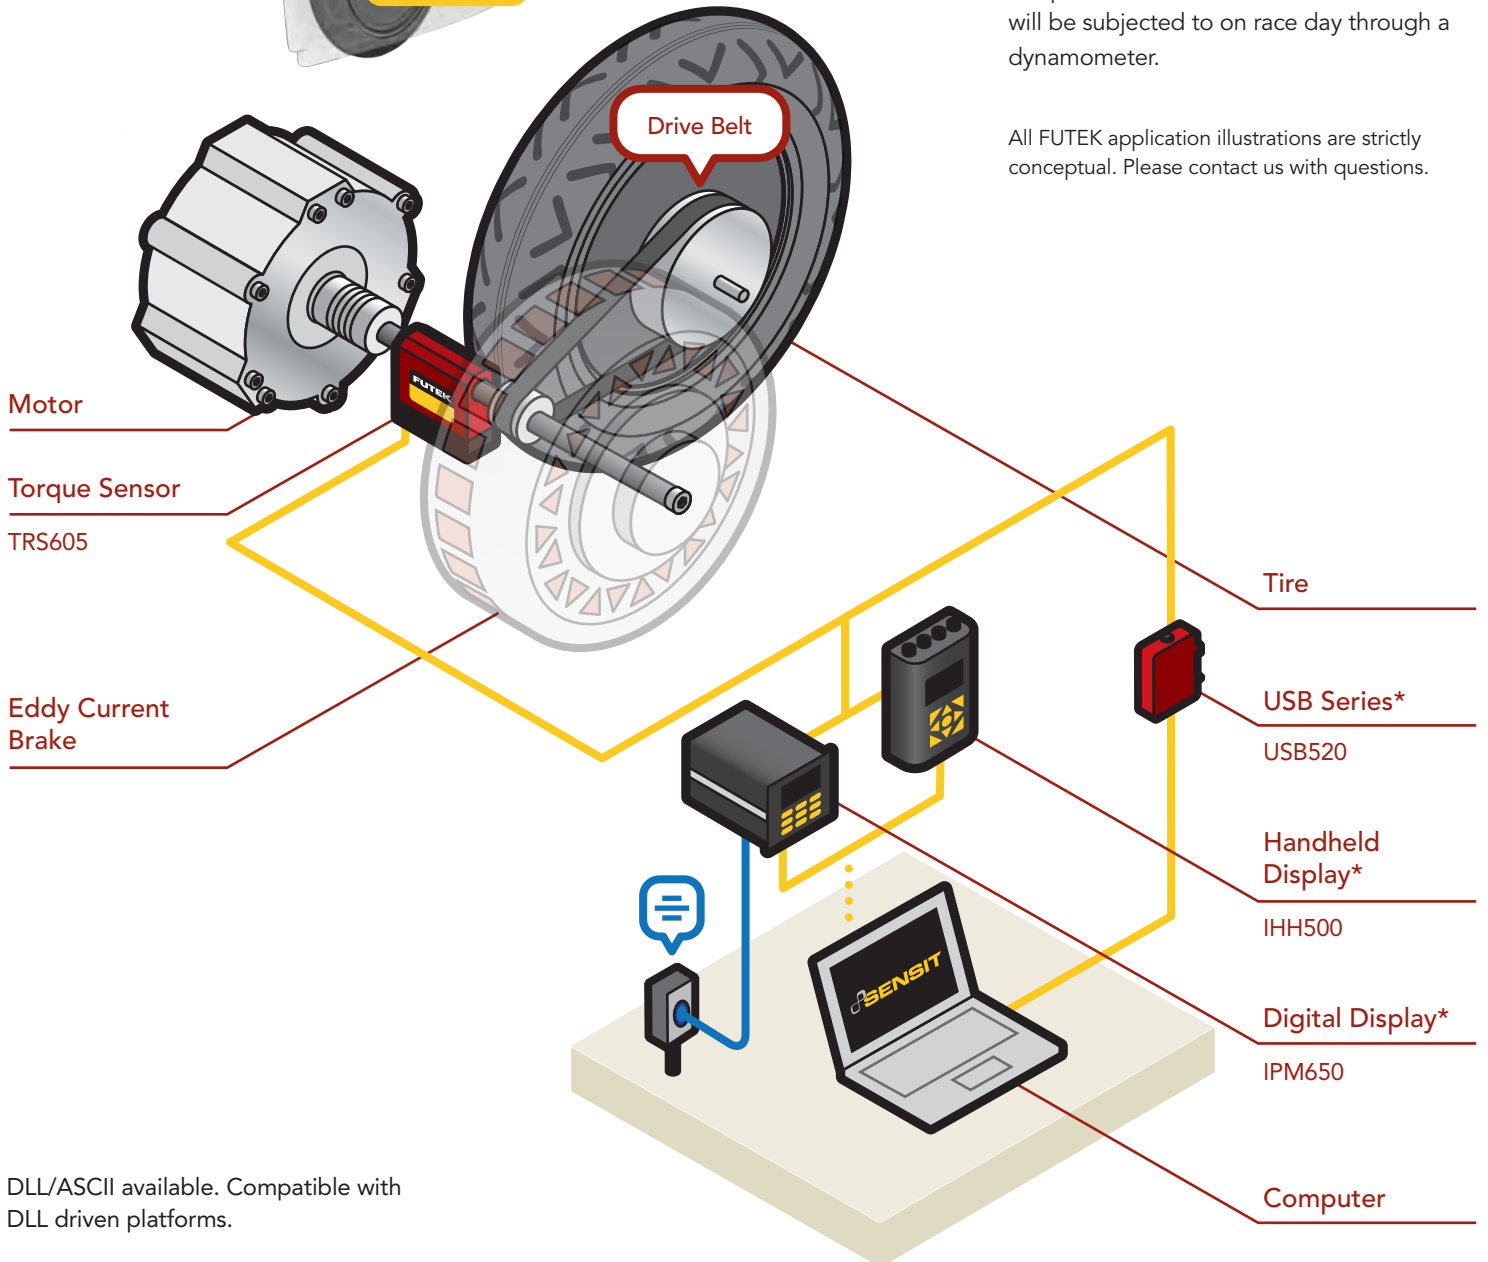 will be subjected to on race day through a
dynamometer.
All FUTEK application illustrations are strictly
conceptual. Please contact us with questions.
Drive Belt
FUTEK
Motor
Torque Sensor
TRS605
Eddy Current
Brake
Tire
USB Series*
USB520
Handheld
Display*
IHH500
Digital Display*
IPM650
Computer
SENSIT
DLL/ASCII available. Compatible with
DLL driven platforms.